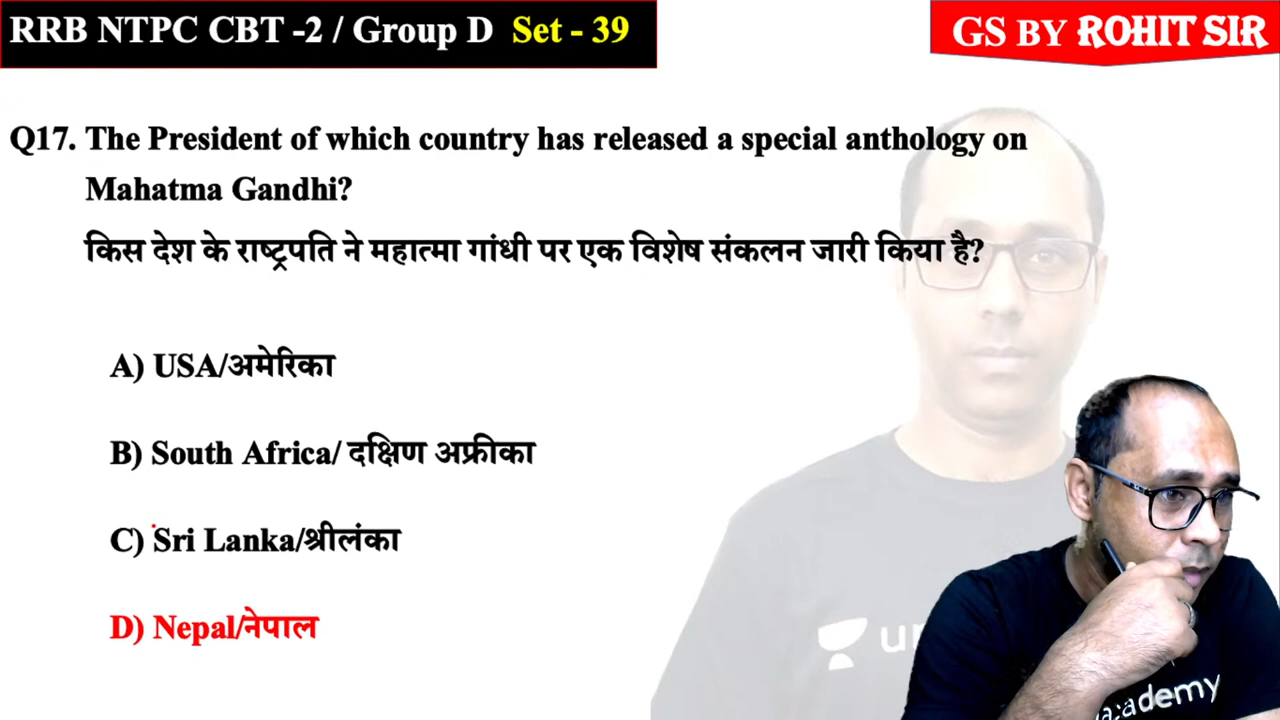 RRB NTPC CBT -2 / Group D Set - 39
GS BY ROHIT SIR
Q17. The President of which country has released a special anthology on
Mahatma Gandhi?
किस देश के राष्ट्रपति ने महात्मा गांधी पर एक विशेष संकलन जारी किया है?
A) USA/अमेरिका
B) South Africa/ दक्षिण अफ्रीका
C) Sri Lanka/श्रीलंका
D) Nepal/नेपाल